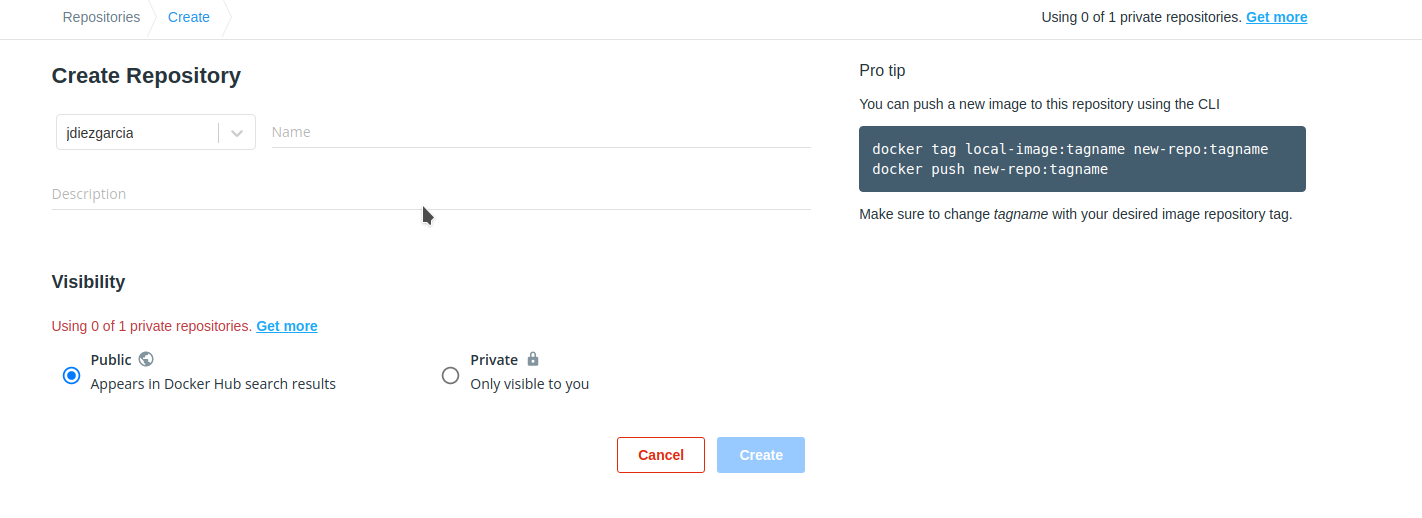 Repositories Create
Using 0 of 1 private repositories. Get more
Create Repository
jdiezgarcia
Name
Description
Visibility
Using 0 of 1 private repositories. Get more
Public
Appears in Docker Hub search results
Private
Only visible to you
Cancel
Create
Pro tip
You can push a new image to this repository using the CLI
docker tag local-image:tagname new-repo:tagname
docker push new-repo:tagname
Make sure to change tagname with your desired image repository tag.